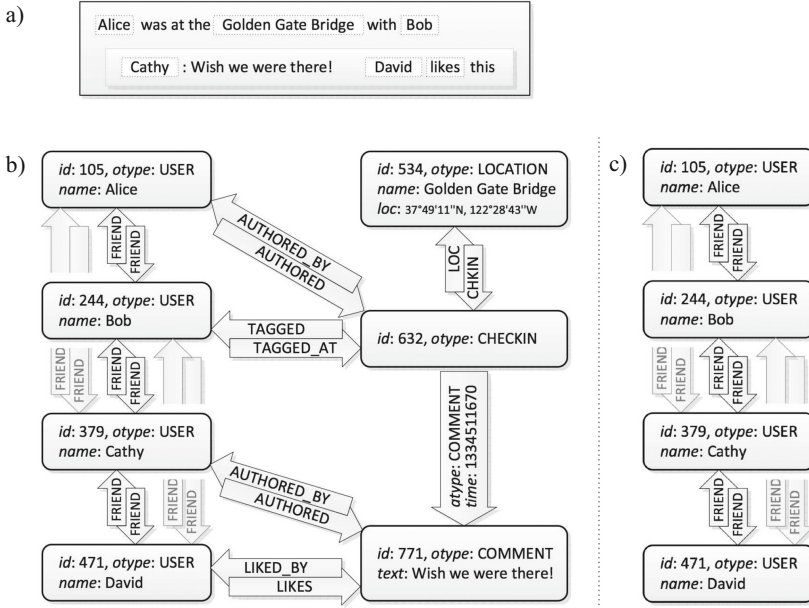 a)
Alice was at the Golden Gate Bridge with Bob
Cathy : Wish we were there! David likes this
b)
id: 105, otype: USER
name: Alice
id: 534, otype: LOCATION
name: Golden Gate Bridge
loc: 37°49'11"N, 122°28'43"W
FRIEND
FRIEND
AUTHORED_BY
AUTHORED
LOC
CHKIN
id: 244, otype: USER
name: Bob
TAGGED
TAGGED_AT
id: 632, otype: CHECKIN
FRIEND
FRIEND
FRIEND
FRIEND
atype: COMMENT
time: 1334511670
id: 379, otype: USER
name: Cathy
AUTHORED_BY
AUTHORED
FRIEND
FRIEND
FRIEND
FRIEND
id: 471, otype: USER
name: David
LIKED_BY
LIKES
id: 771, otype: COMMENT
text: Wish we were there!
c)
id: 105, otype: USER
name: Alice
FRIEND
FRIEND
id: 244, otype: USER
name: Bob
FRIEND
FRIEND
FRIEND
FRIEND
id: 379, otype: USER
name: Cathy
FRIEND
FRIEND
FRIEND
FRIEND
id: 471, otype: USER
name: David